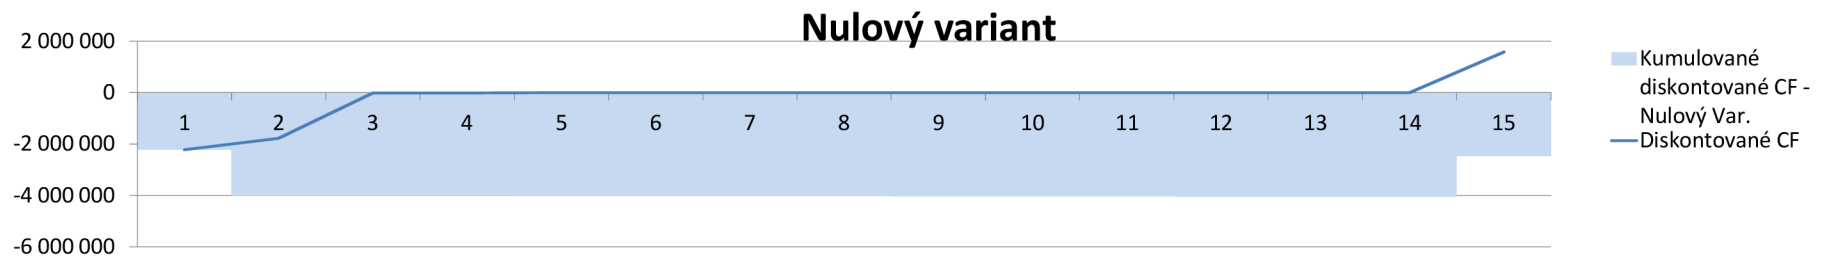 Nulový variant
2 000 000
0
-2 000 000
-4 000 000
-6 000 000
1 2 3 4 5 6 7 8 9 10 11 12 13 14 15
Kumulované
diskontované CF -
Nulový Var.
Diskontované CF